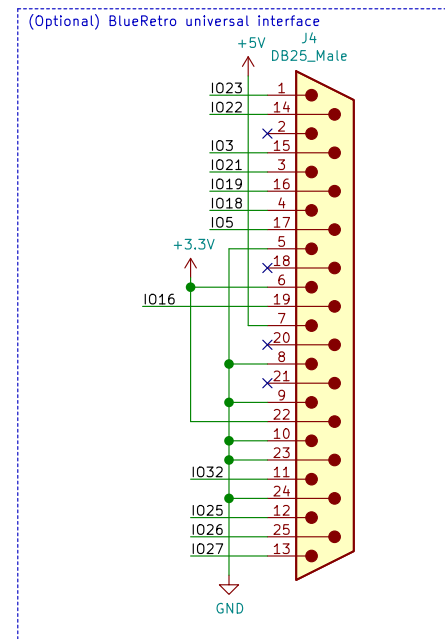 (Optional) BlueRetro universal interface
J4
DB25_Male
+5V
IO23 1
IO22 14
2
IO3 15
IO21 3
IO19 16
IO18 4
IO5 17
+3.3V
5
18
6
IO16 19
7
20
8
21
9
22
10
23
IO32 11
24
IO25 12
IO26 25
IO27 13
GND